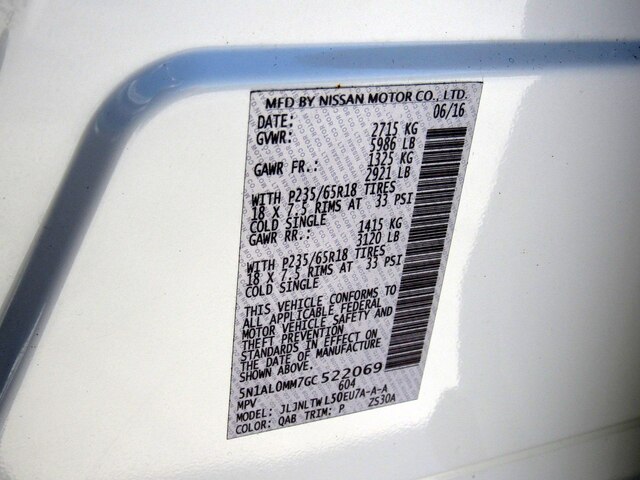 MFD BY NISSAN MOTOR CO., LTD.
DATE: 06/16
GVWR: 2715 KG
5986 LB
GAWR FR.: 1325 KG
2921 LB
WITH P235/65R18 TIRES
18 X 7.5 RIMS AT 33 PSI
COLD SINGLE
GAWR RR.: 1415 KG
3120 LB
WITH P235/65R18 TIRES
18 X 7.5 RIMS AT 33 PSI
COLD SINGLE
THIS VEHICLE CONFORMS TO
ALL APPLICABLE FEDERAL
MOTOR VEHICLE SAFETY AND
THEFT PREVENTION
STANDARDS IN EFFECT ON
THE DATE OF MANUFACTURE
SHOWN ABOVE.
5N1AL0MM7GC522069
MPV 604
MODEL: JLJNLTWL50EU7A-A-A
COLOR: QAB TRIM: P ZS30A